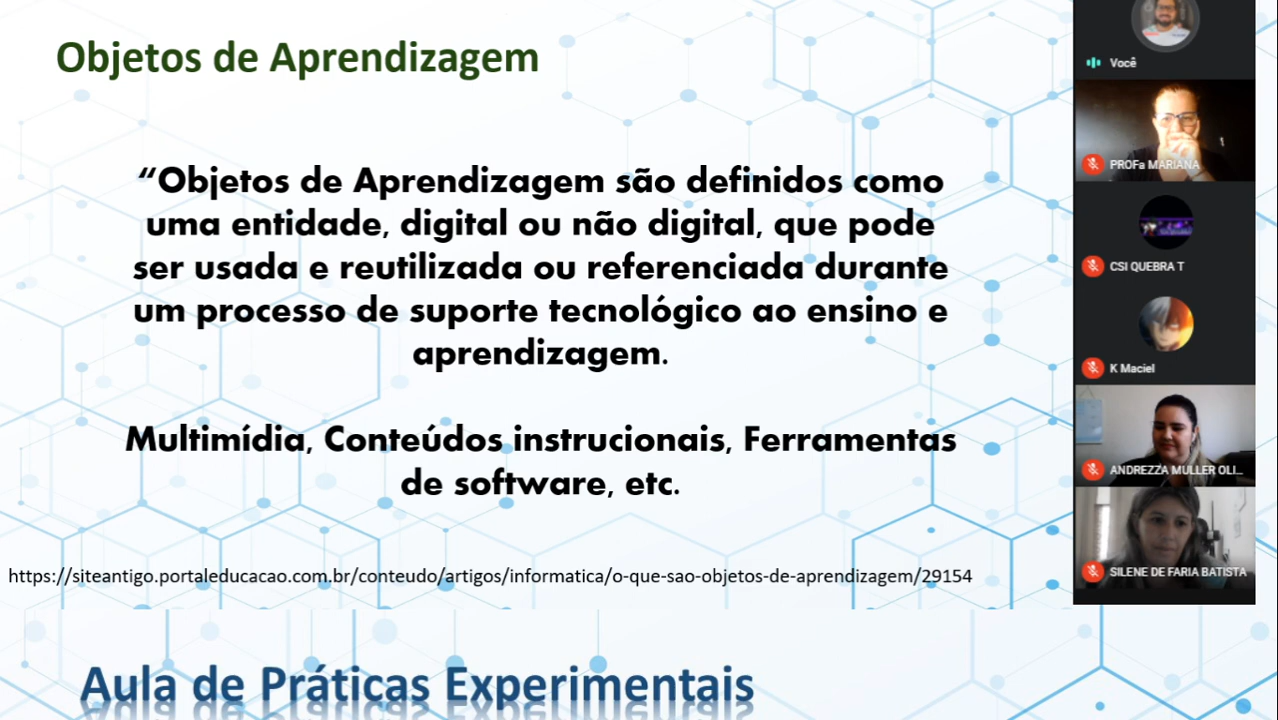 Objetos de Aprendizagem
“Objetos de Aprendizagem são definidos como
uma entidade, digital ou não digital, que pode
ser usada e reutilizada ou referenciada durante
um processo de suporte tecnológico ao ensino e
aprendizagem.
Multimídia, Conteúdos instrucionais, Ferramentas
de software, etc.
https://siteantigo.portaleducacao.com.br/conteudo/artigos/informatica/o-que-sao-objetos-de-aprendizagem/29154
Aula de Práticas Experimentais
Você
PROFa MARIANA
CSI QUEBRA T
K Maciel
ANDREZZA MULLER OLI...
SILENE DE FARIA BATISTA